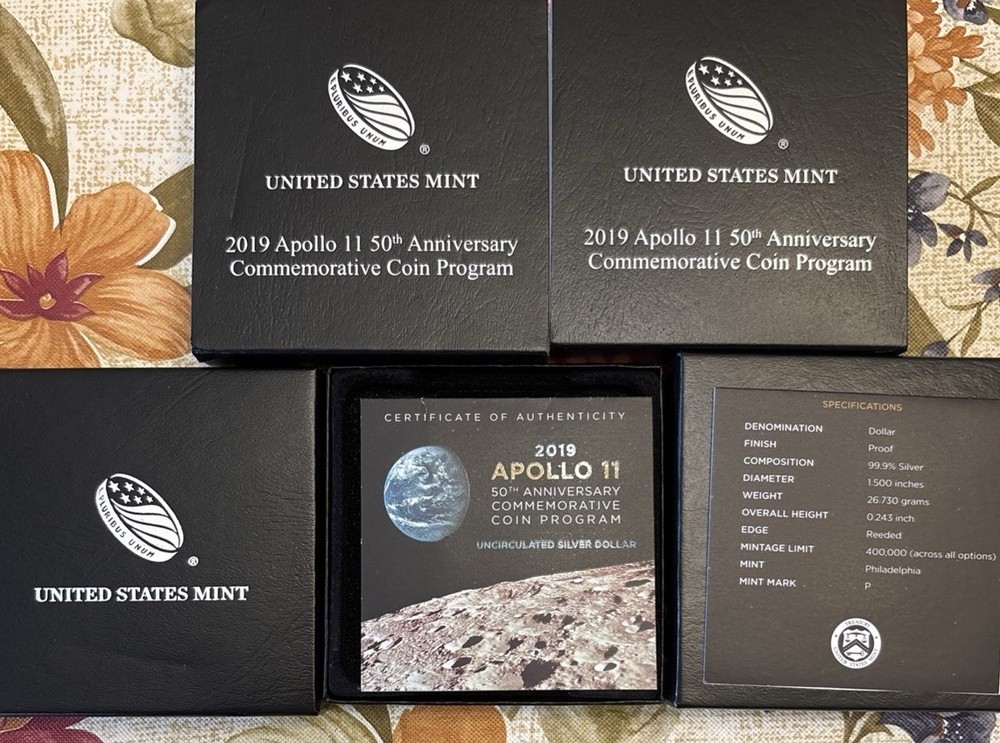 E PLURIBUS UNUM
®
UNITED STATES MINT
2019 Apollo 11 50th Anniversary
Commemorative Coin Program
E PLURIBUS UNUM
®
UNITED STATES MINT
2019 Apollo 11 50th Anniversary
Commemorative Coin Program
E PLURIBUS UNUM
®
UNITED STATES MINT
CERTIFICATE OF AUTHENTICITY
2019
APOLLO 11
50TH ANNIVERSARY
COMMEMORATIVE
COIN PROGRAM
UNCIRCULATED SILVER DOLLAR
SPECIFICATIONS
DENOMINATION Dollar
FINISH Proof
COMPOSITION 99.9% Silver
DIAMETER 1.500 inches
WEIGHT 26.730 grams
OVERALL HEIGHT 0.243 inch
EDGE Reeded
MINTAGE LIMIT 400,000 (across all options)
MINT Philadelphia
MINT MARK P